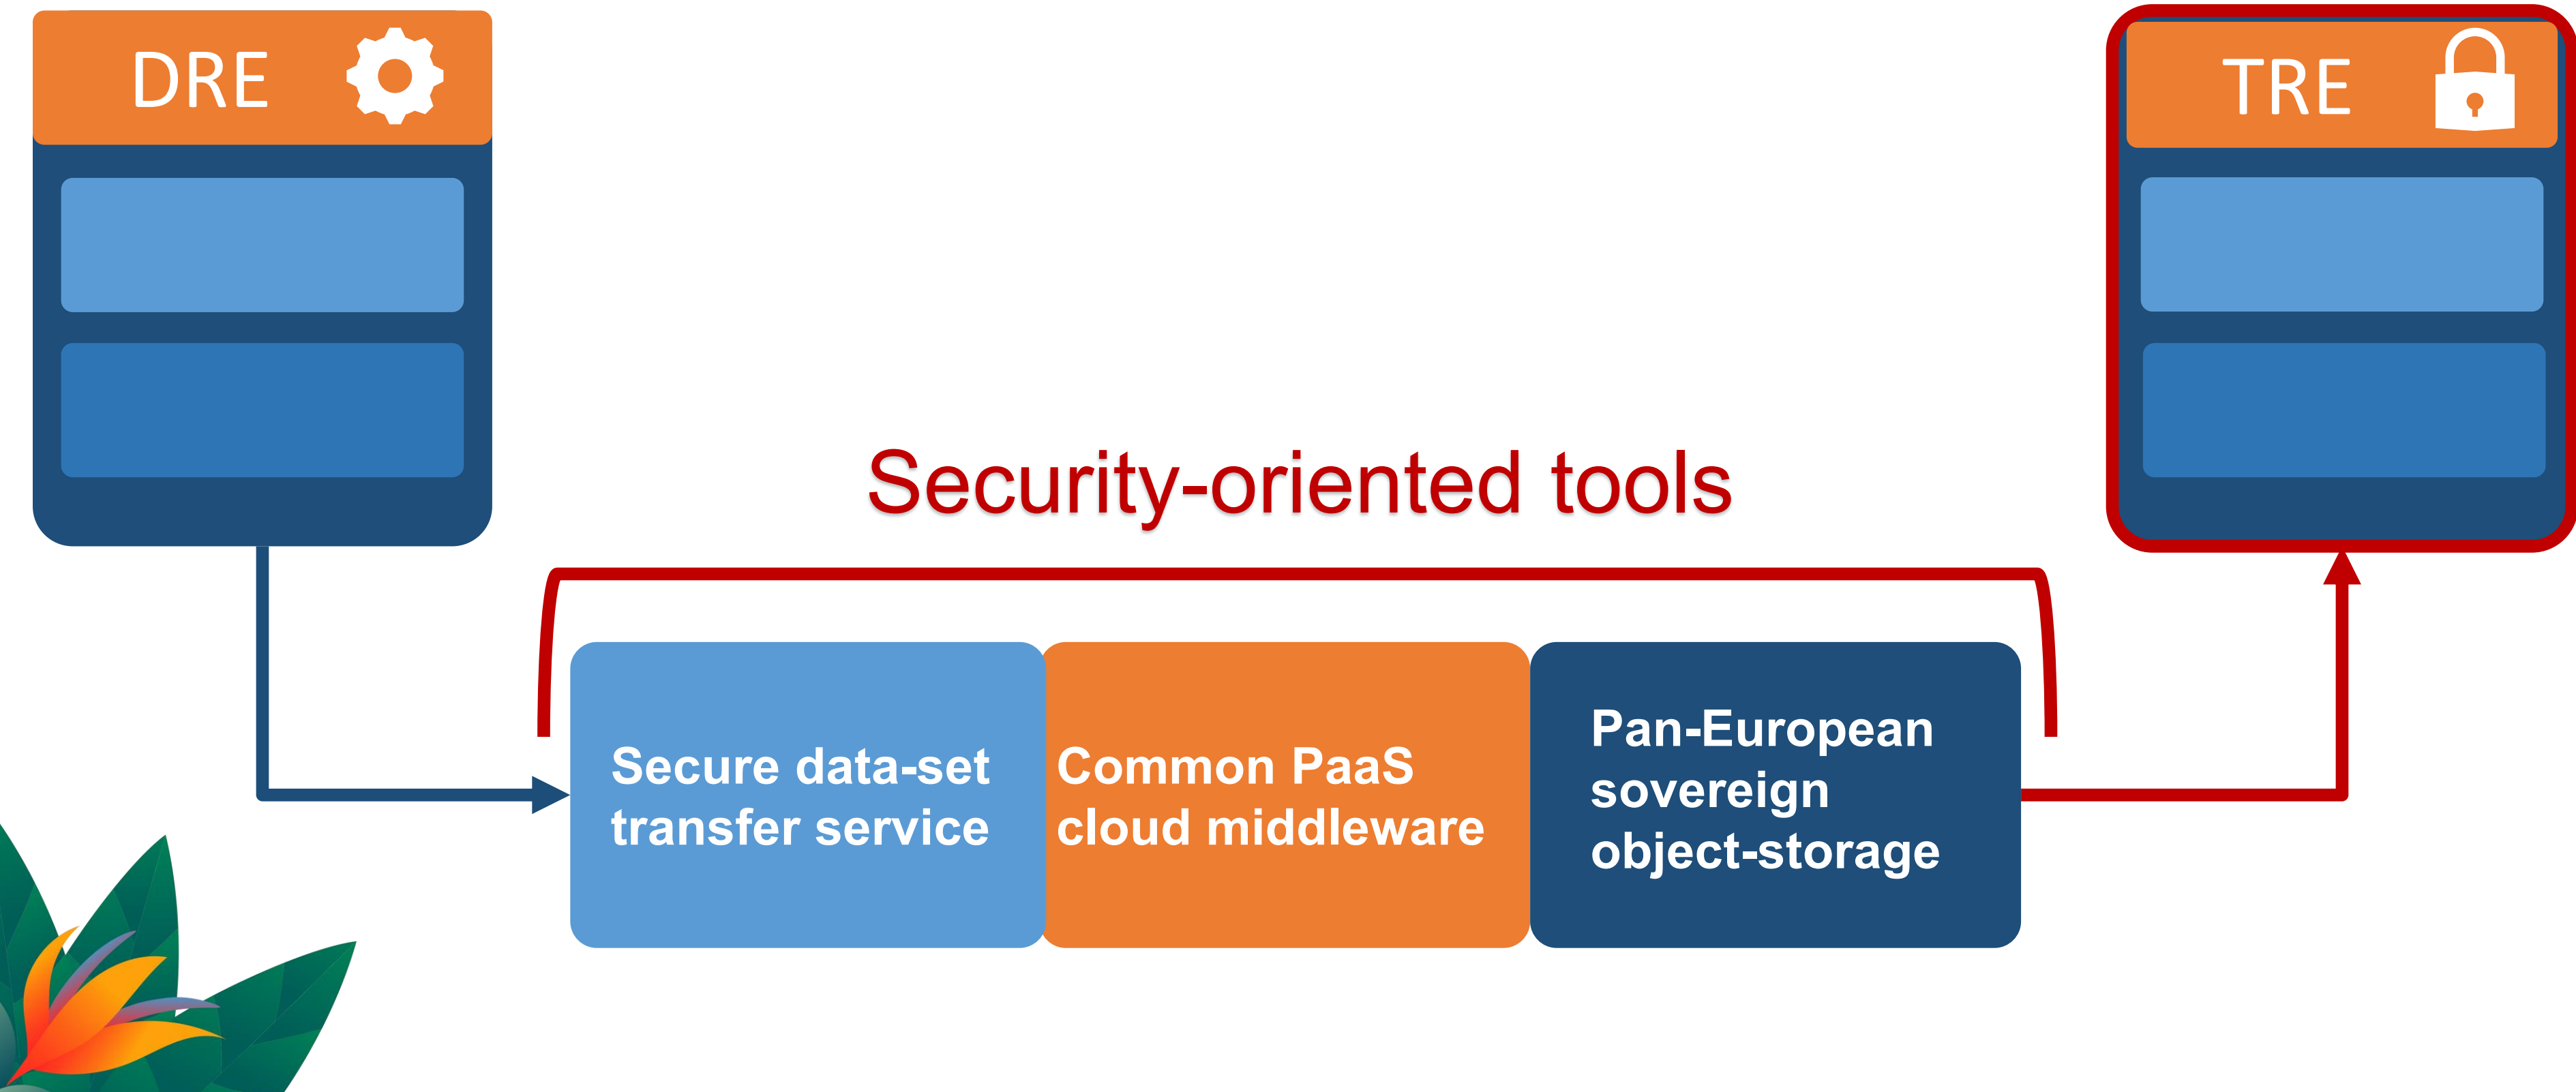 DRE
TRE
Security-oriented tools
Secure data-set
transfer service
Common PaaS
cloud middleware
Pan-European
sovereign
object-storage